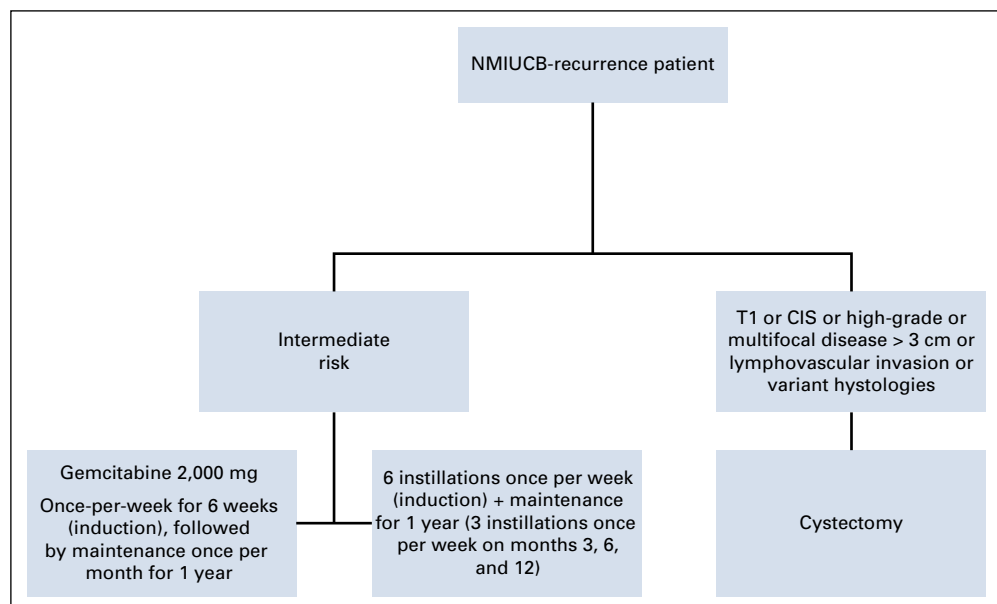 NMIUCB-recurrence patient
Intermediate
risk
T1 or CIS or high-grade or
multifocal disease > 3 cm or
lymphovascular invasion or
variant hystologies
Gemcitabine 2,000 mg
Once-per-week for 6 weeks
(induction), followed
by maintenance once per
month for 1 year
6 instillations once per week
(induction) + maintenance
for 1 year (3 instillations once
per week on months 3, 6,
and 12)
Cystectomy